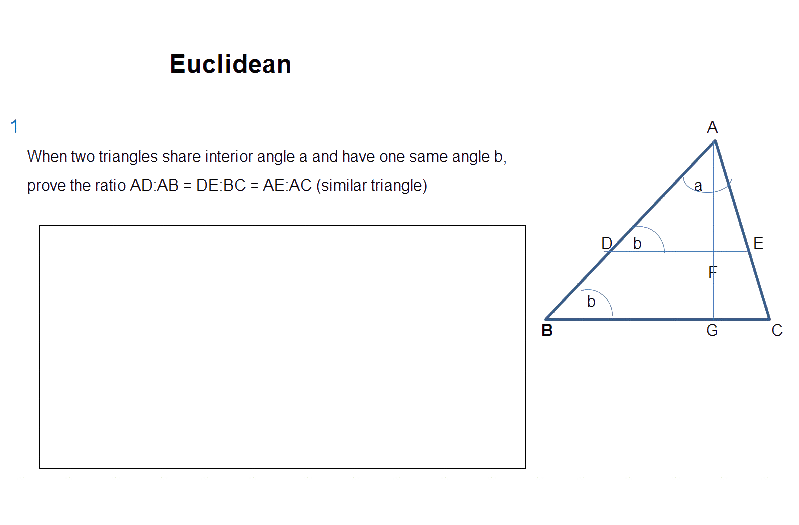 Euclidean
1
When two triangles share interior angle a and have one same angle b,
prove the ratio AD:AB = DE:BC = AE:AC (similar triangle)
A
a
D b E
F
b
B G C